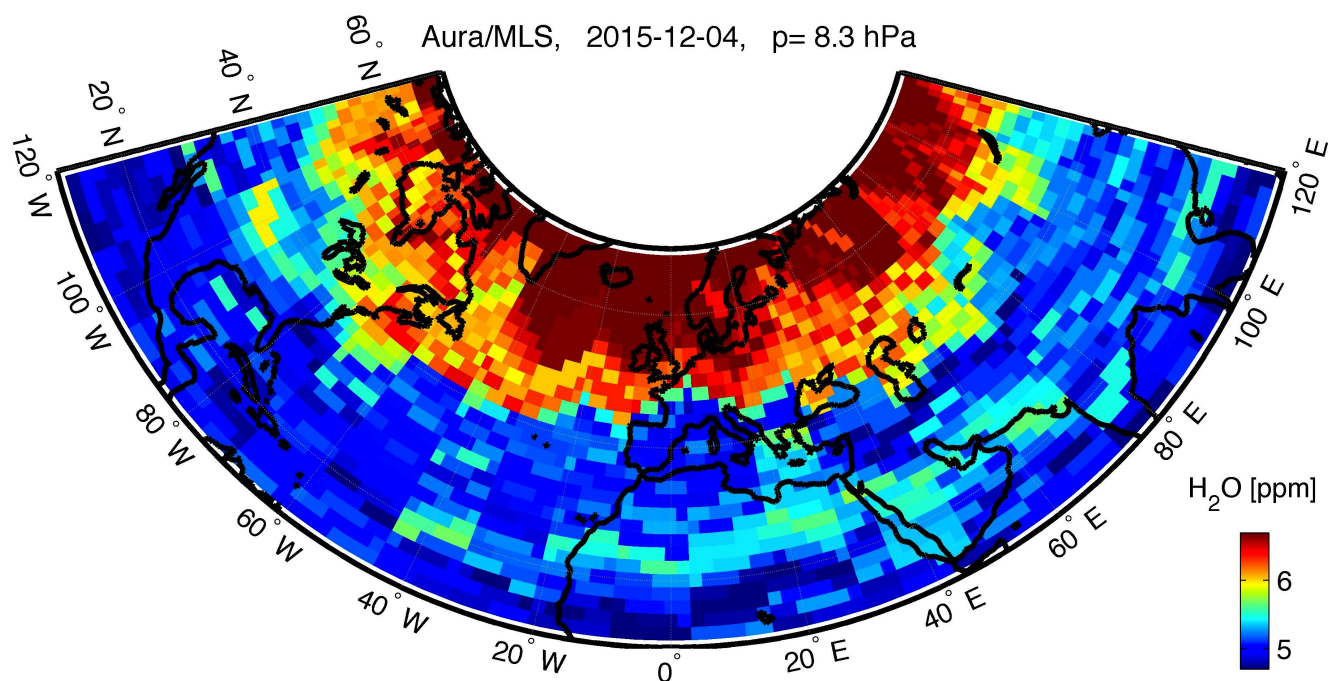 Aura/MLS,   2015-12-04,   p= 8.3 hPa
60° N
40° N
20° N
120° W
100° W
80° W
60° W
40° W
20° W
0°
20° E
40° E
60° E
80° E
100° E
120° E
H₂O [ppm]
6
5